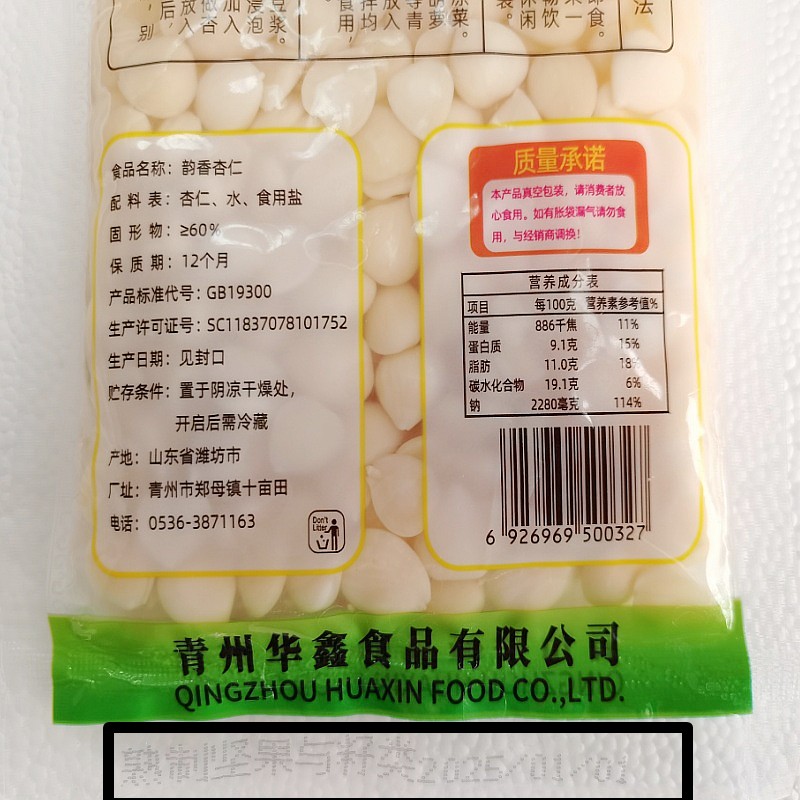 法
即食。
果一
物饮
休闲
装。
凉菜。
胡萝
等青
放入
拌均
食用，
豆浆。
浸泡
加入
做杏
放入
后，
，别
食品名称：韵香杏仁
配 料 表：杏仁、水、食用盐
固 形 物：≥60%
保 质 期：12个月
产品标准代号：GB19300
生产许可证号：SC11837078101752
生产日期：见封口
贮存条件：置于阴凉干燥处，
开启后需冷藏
产地：山东省潍坊市
厂址：青州市郑母镇十亩田
电话：0536-3871163
Don't
Litter
质量承诺
本产品真空包装，请消费者放
心食用。如有胀袋漏气请勿食
用，与经销商调换！
营养成分表
项目 每100克 营养素参考值%
能量 886千焦 11%
蛋白质 9.1克 15%
脂肪 11.0克 18%
碳水化合物 19.1克 6%
钠 2280毫克 114%
6 926969 500327
青州华鑫食品有限公司
QINGZHOU HUAXIN FOOD CO.,LTD.
熟制坚果与籽类2025/01/01